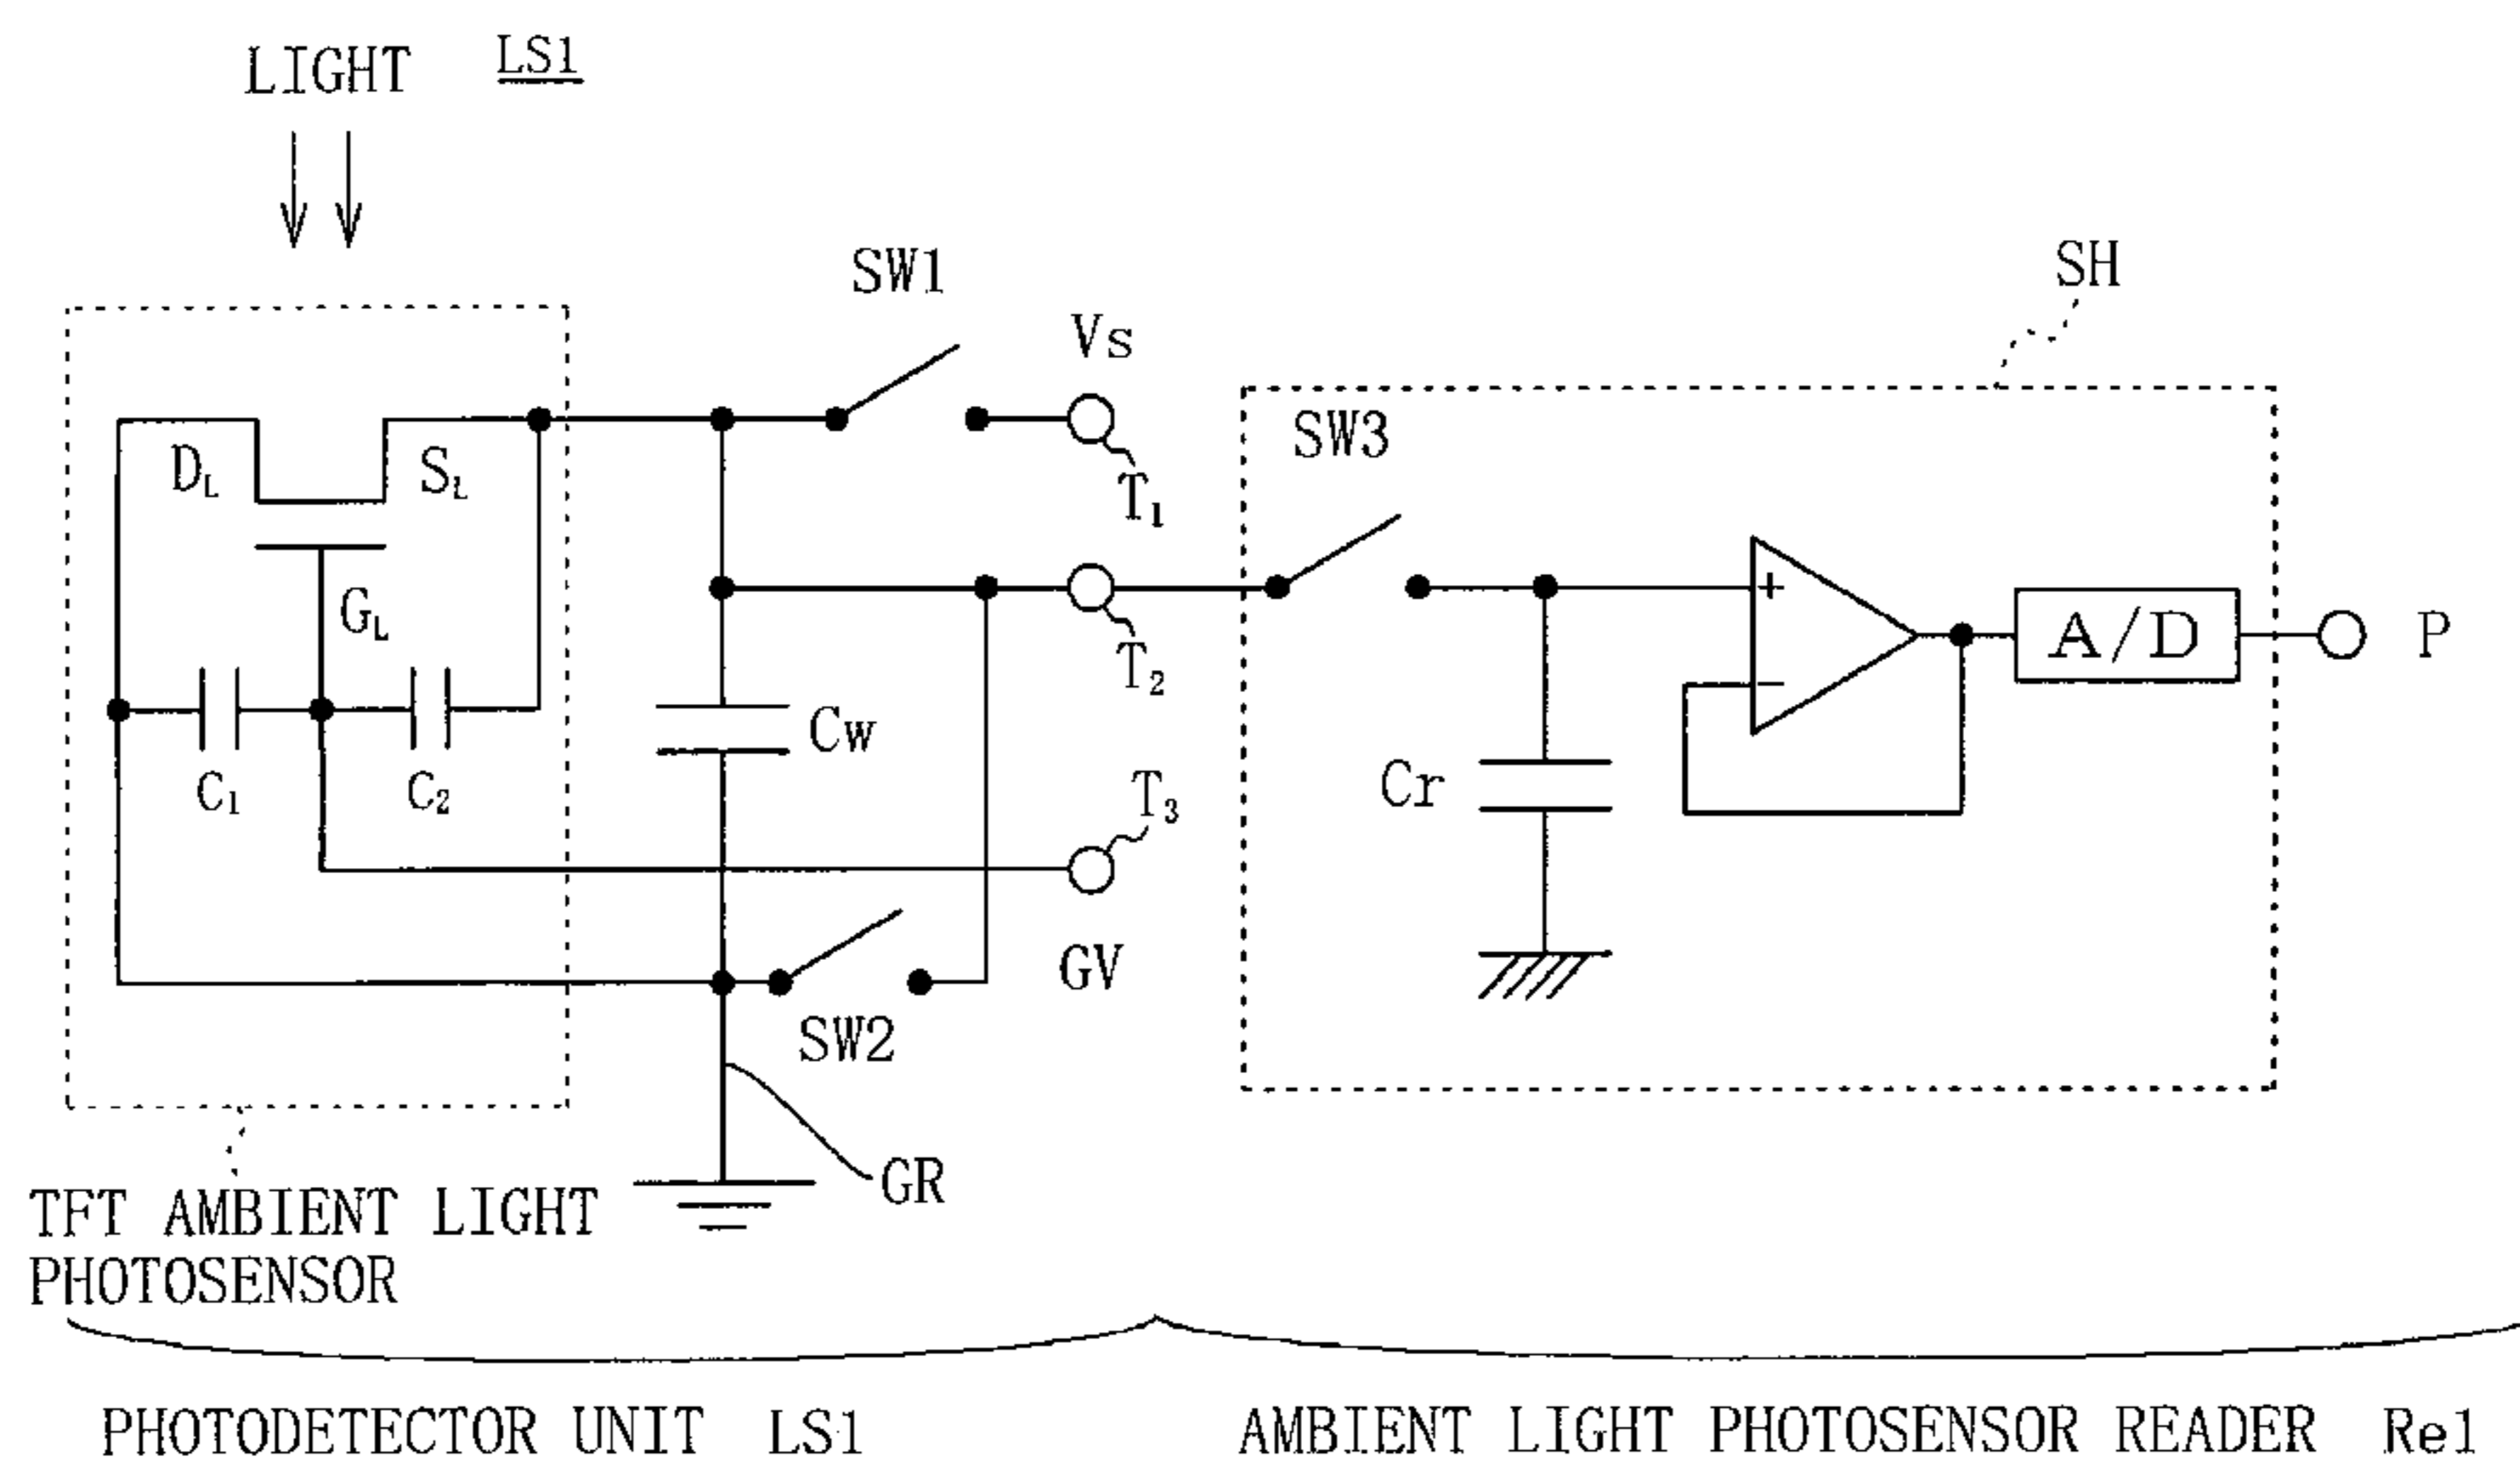 LIGHT
LS1
SW1
Vs
SH
T1
SW3
DL
SL
GL
T2
+
A/D
P
−
Cw
Cr
C1
C2
T3
GV
SW2
GR
TFT AMBIENT LIGHT
PHOTOSENSOR
PHOTODETECTOR UNIT LS1
AMBIENT LIGHT PHOTOSENSOR READER Re1